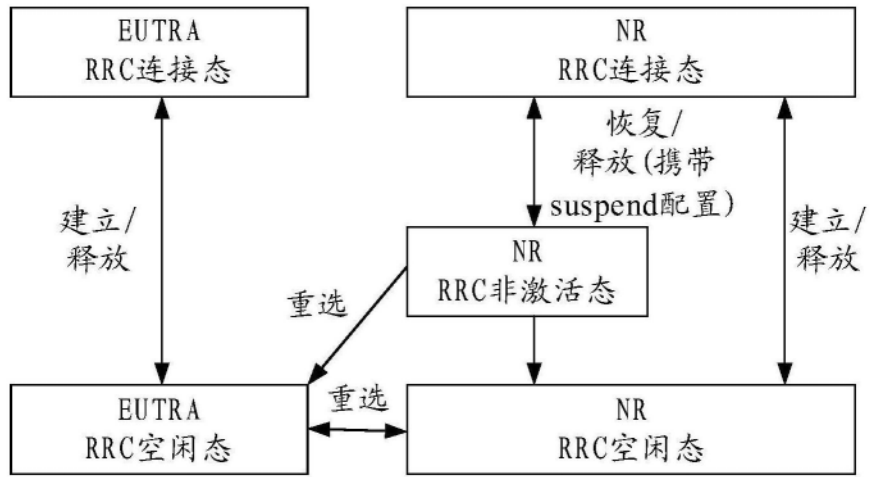 EUTRA
RRC连接态
NR
RRC连接态
恢复/
释放(携带
suspend配置)
建立/
释放
建立/
释放
NR
RRC非激活态
重选
EUTRA
RRC空闲态
重选
NR
RRC空闲态